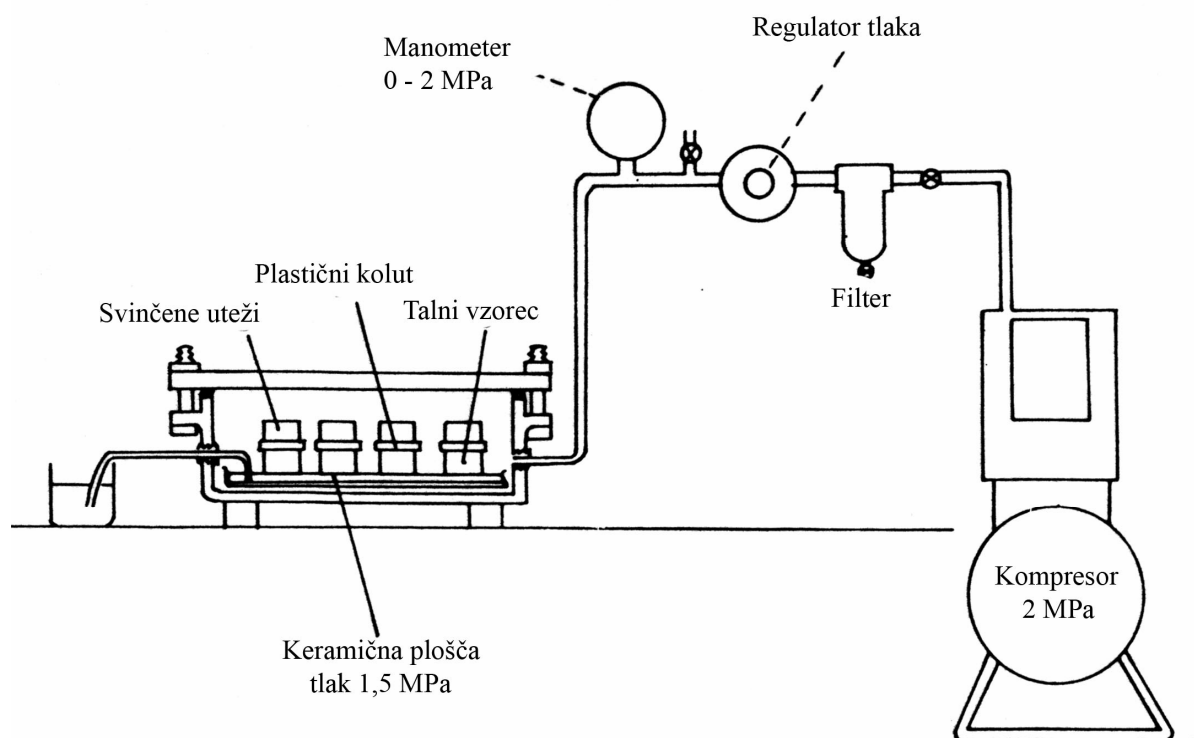 Regulator tlaka
Manometer
0 - 2 MPa
Plastični kolut
Svinčene uteži
Talni vzorec
Filter
Kompresor
2 MPa
Keramična plošča
tlak 1,5 MPa